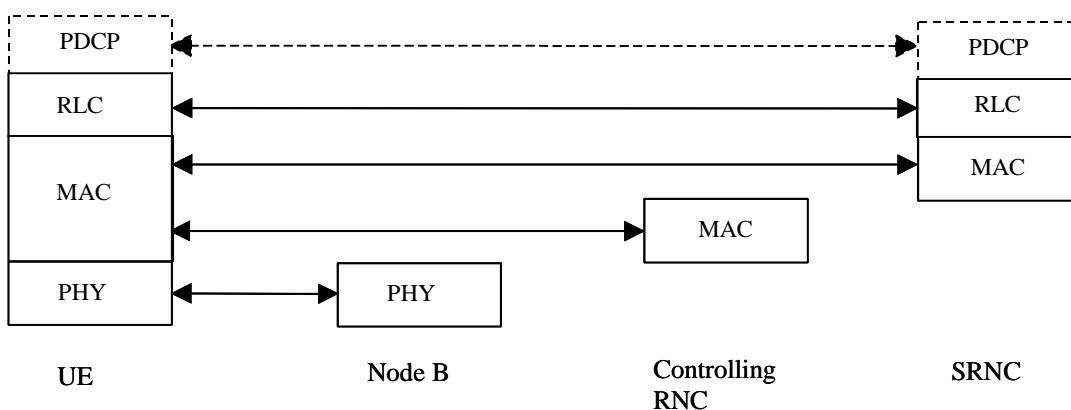 PDCP
PDCP
RLC
RLC
MAC
MAC
MAC
PHY
PHY
UE
Node B
Controlling
RNC
SRNC